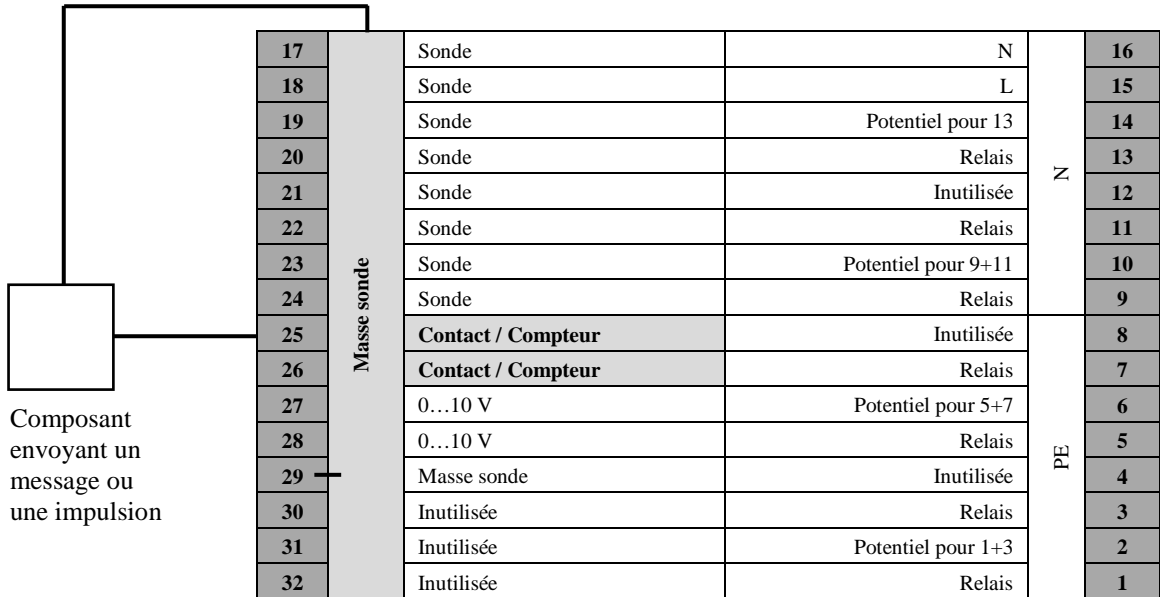 17 Sonde N 16
18 Sonde L 15
19 Sonde Potentiel pour 13 14
20 Sonde Relais 13
21 Sonde Inutilisée 12
22 Sonde Relais 11
23 Sonde Potentiel pour 9+11 10
24 Sonde Relais 9
25 Contact / Compteur Inutilisée 8
26 Contact / Compteur Relais 7
27 0…10 V Potentiel pour 5+7 6
28 0…10 V Relais 5
29 Masse sonde Inutilisée 4
30 Inutilisée Relais 3
31 Inutilisée Potentiel pour 1+3 2
32 Inutilisée Relais 1
Masse sonde
N
PE
Composant
envoyant un
message ou
une impulsion